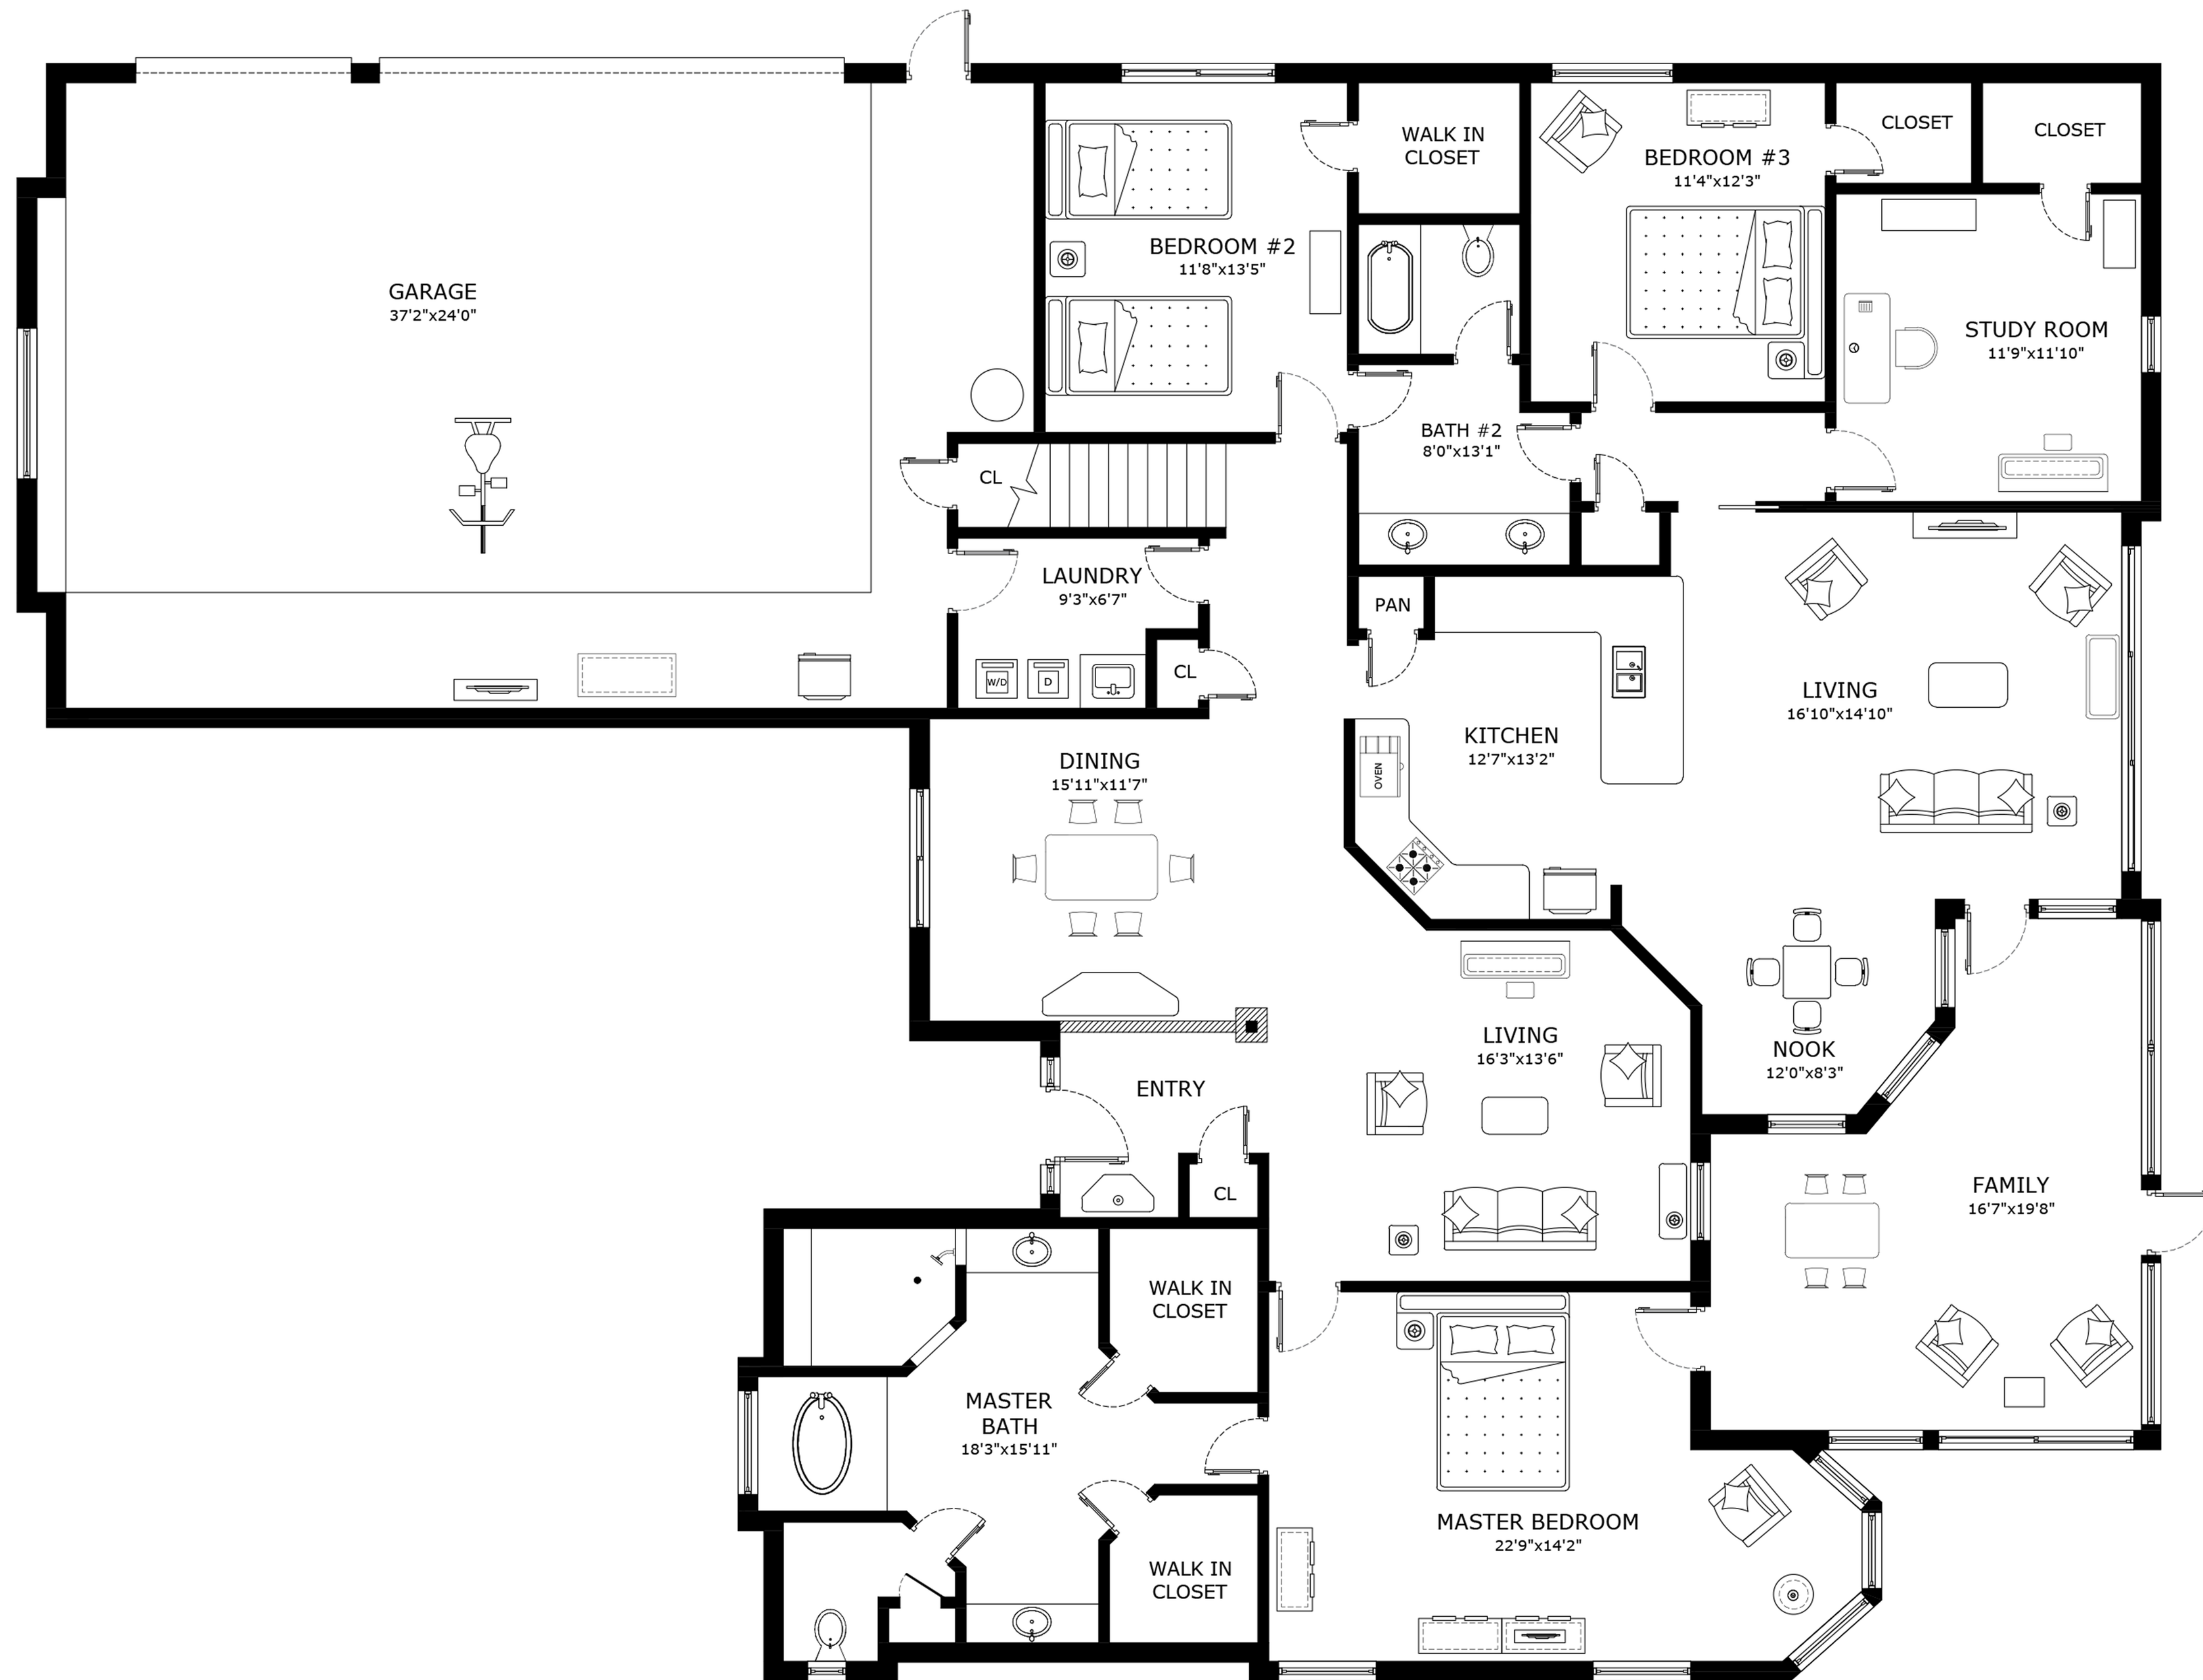 WALK IN
CLOSET
CLOSET
CLOSET
BEDROOM #3
11'4"x12'3"
BEDROOM #2
11'8"x13'5"
GARAGE
37'2"x24'0"
STUDY ROOM
11'9"x11'10"
BATH #2
8'0"x13'1"
CL
LAUNDRY
9'3"x6'7"
PAN
CL
W/D
D
LIVING
16'10"x14'10"
KITCHEN
12'7"x13'2"
OVEN
DINING
15'11"x11'7"
LIVING
16'3"x13'6"
NOOK
12'0"x8'3"
ENTRY
CL
FAMILY
16'7"x19'8"
WALK IN
CLOSET
MASTER
BATH
18'3"x15'11"
MASTER BEDROOM
22'9"x14'2"
WALK IN
CLOSET